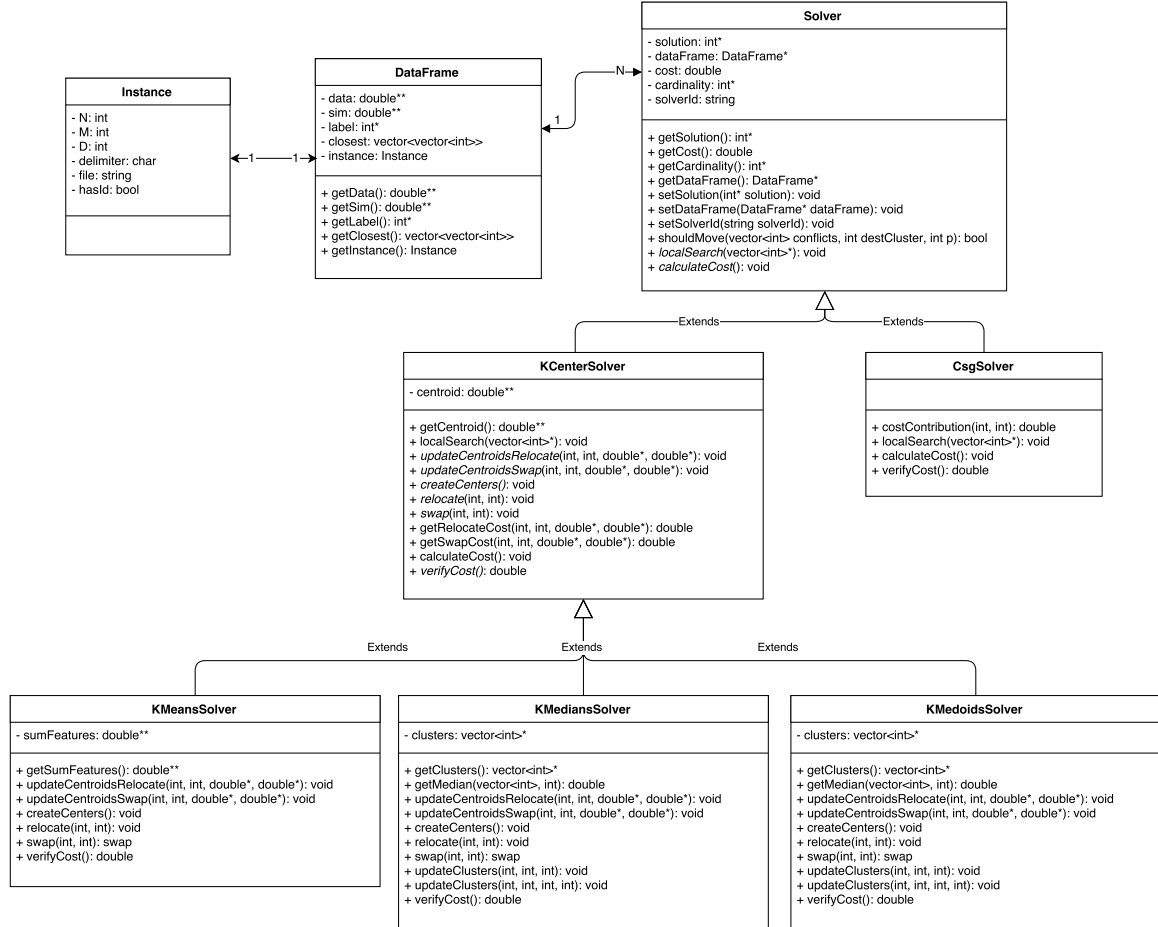 Solver
- solution: int*
- dataFrame: DataFrame*
- cost: double
- cardinality: int*
- solverId: string
+ getSolution(): int*
+ getCost(): double
+ getCardinality(): int*
+ getDataFrame(): DataFrame*
+ setSolution(int* solution): void
+ setDataFrame(DataFrame* dataFrame): void
+ setSolverId(string solverId): void
+ shouldMove(vector<int> conflicts, int destCluster, int p): bool
+ localSearch(vector<int>*): void
+ calculateCost(): void
N
1
DataFrame
- data: double**
- sim: double**
- label: int*
- closest: vector<vector<int>>
- instance: Instance
+ getData(): double**
+ getSim(): double**
+ getLabel(): int*
+ getClosest(): vector<vector<int>>
+ getInstance(): Instance
1
1
Instance
- N: int
- M: int
- D: int
- delimiter: char
- file: string
- hasId: bool
Extends
Extends
KCenterSolver
- centroid: double**
+ getCentroid(): double**
+ localSearch(vector<int>*): void
+ updateCentroidsRelocate(int, int, double*, double*): void
+ updateCentroidsSwap(int, int, double*, double*): void
+ createCenters(): void
+ relocate(int, int): void
+ swap(int, int): void
+ getRelocateCost(int, int, double*, double*): double
+ getSwapCost(int, int, double*, double*): double
+ calculateCost(): void
+ verifyCost(): double
CsgSolver
+ costContribution(int, int): double
+ localSearch(vector<int>*): void
+ calculateCost(): void
+ verifyCost(): double
Extends
Extends
Extends
KMeansSolver
- sumFeatures: double**
+ getSumFeatures(): double**
+ updateCentroidsRelocate(int, int, double*, double*): void
+ updateCentroidsSwap(int, int, double*, double*): void
+ createCenters(): void
+ relocate(int, int): void
+ swap(int, int): swap
+ verifyCost(): double
KMediansSolver
- clusters: vector<int>*
+ getClusters(): vector<int>*
+ getMedian(vector<int>, int): double
+ updateCentroidsRelocate(int, int, double*, double*): void
+ updateCentroidsSwap(int, int, double*, double*): void
+ createCenters(): void
+ relocate(int, int): void
+ swap(int, int): swap
+ updateClusters(int, int, int): void
+ updateClusters(int, int, int, int): void
+ verifyCost(): double
KMedoidsSolver
- clusters: vector<int>*
+ getClusters(): vector<int>*
+ getMedian(vector<int>, int): double
+ updateCentroidsRelocate(int, int, double*, double*): void
+ updateCentroidsSwap(int, int, double*, double*): void
+ createCenters(): void
+ relocate(int, int): void
+ swap(int, int): swap
+ updateClusters(int, int, int): void
+ updateClusters(int, int, int, int): void
+ verifyCost(): double